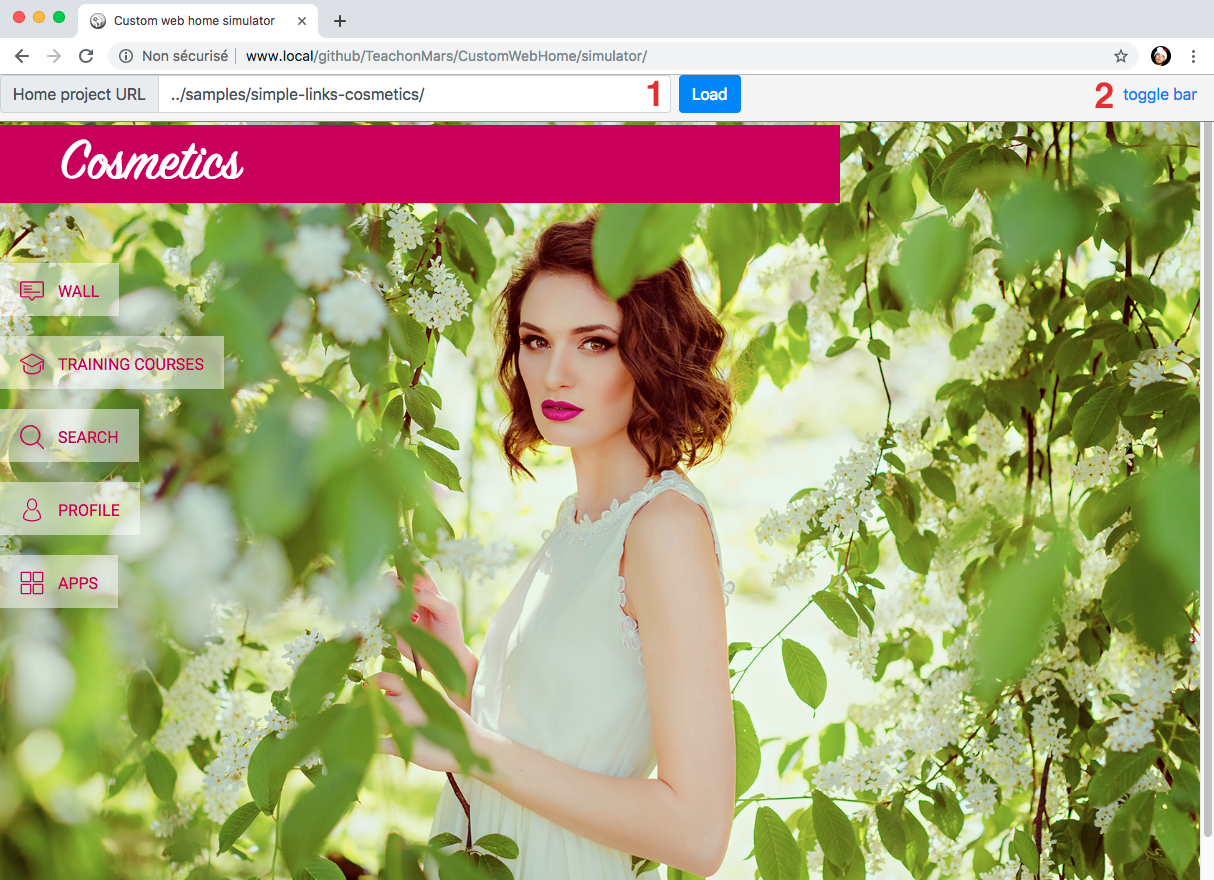 Custom web home simulator
Non sécurisé www.local/github/TeachonMars/CustomWebHome/simulator/
Home project URL ../samples/simple-links-cosmetics/ 1 Load 2 toggle bar
Cosmetics
WALL
TRAINING COURSES
SEARCH
PROFILE
APPS